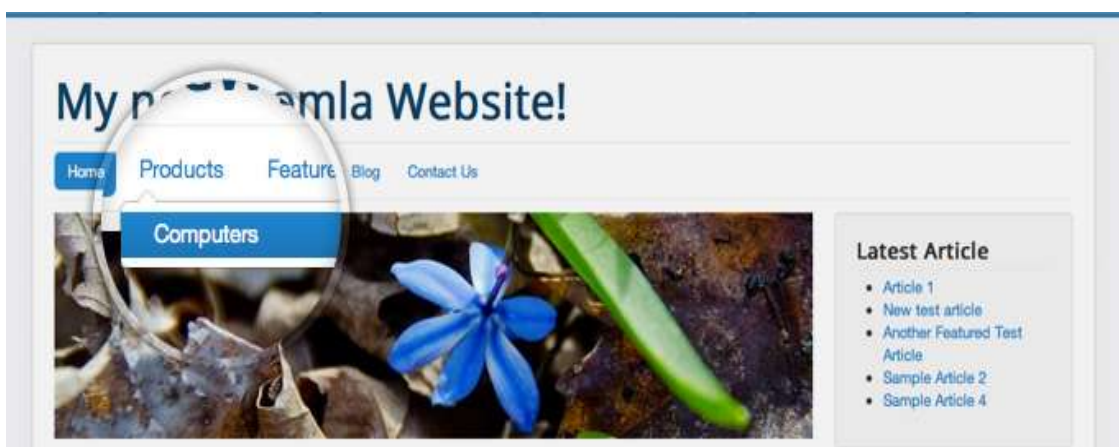 My n mla Website!
Home Products Feature Blog Contact Us
Computers
Latest Article
Article 1
New test article
Another Featured Test
Article
Sample Article 2
Sample Article 4